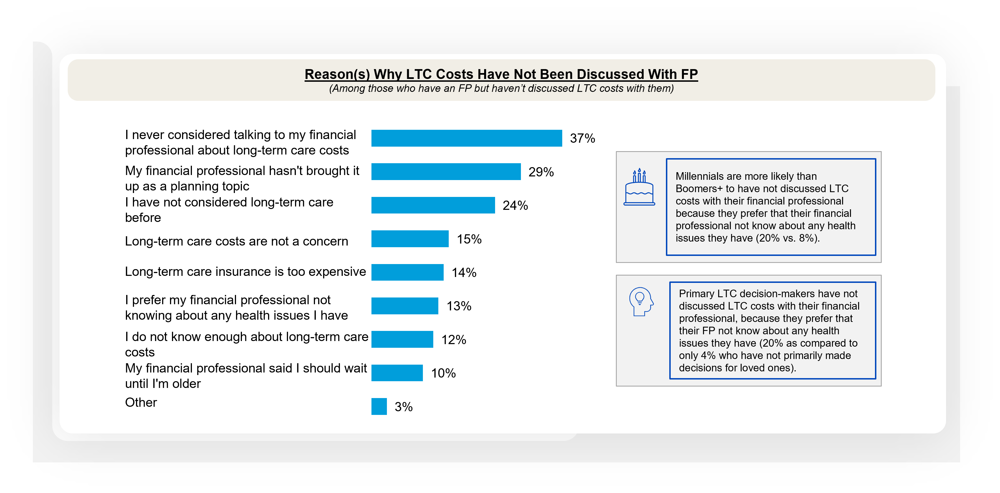 Reason(s) Why LTC Costs Have Not Been Discussed With FP
(Among those who have an FP but haven’t discussed LTC costs with them)
I never considered talking to my financial
professional about long-term care costs
37%
My financial professional hasn't brought it
up as a planning topic
29%
I have not considered long-term care
before
24%
Long-term care costs are not a concern
15%
Long-term care insurance is too expensive
14%
I prefer my financial professional not
knowing about any health issues I have
13%
I do not know enough about long-term care
costs
12%
My financial professional said I should wait
until I'm older
10%
Other
3%
Millennials are more likely than
Boomers+ to have not discussed LTC
costs with their financial professional
because they prefer that their financial
professional not know about any health
issues they have (20% vs. 8%).
Primary LTC decision-makers have not
discussed LTC costs with their financial
professional, because they prefer that
their FP not know about any health
issues they have (20% as compared to
only 4% who have not primarily made
decisions for loved ones).